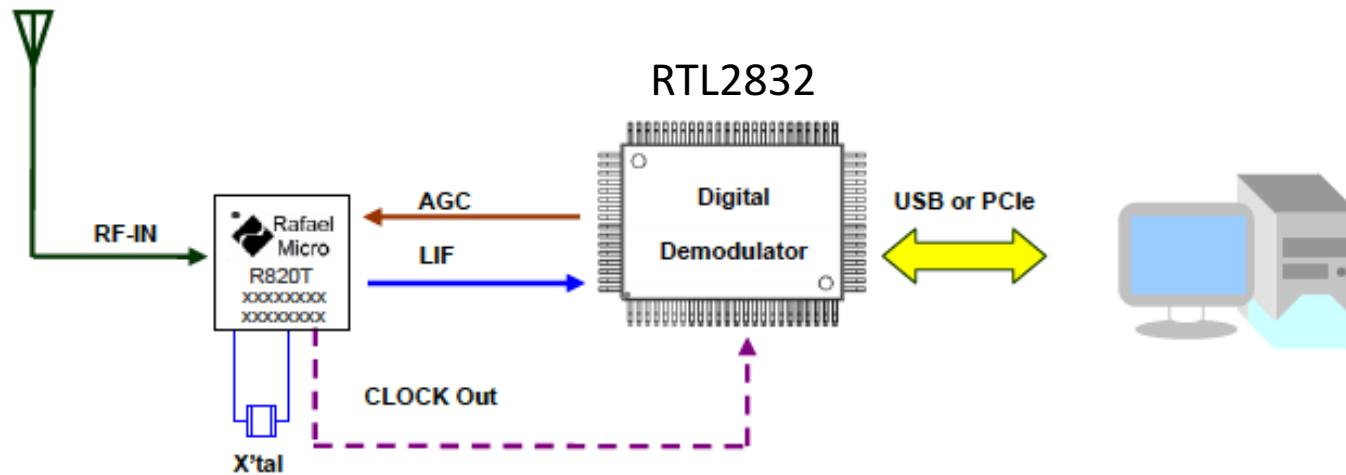 RTL2832
AGC
Digital
USB or PCIe
RF-IN
Rafael
Micro
LIF
Demodulator
R820T
XXXXXXXX
XXXXXXXX
CLOCK Out
X'tal